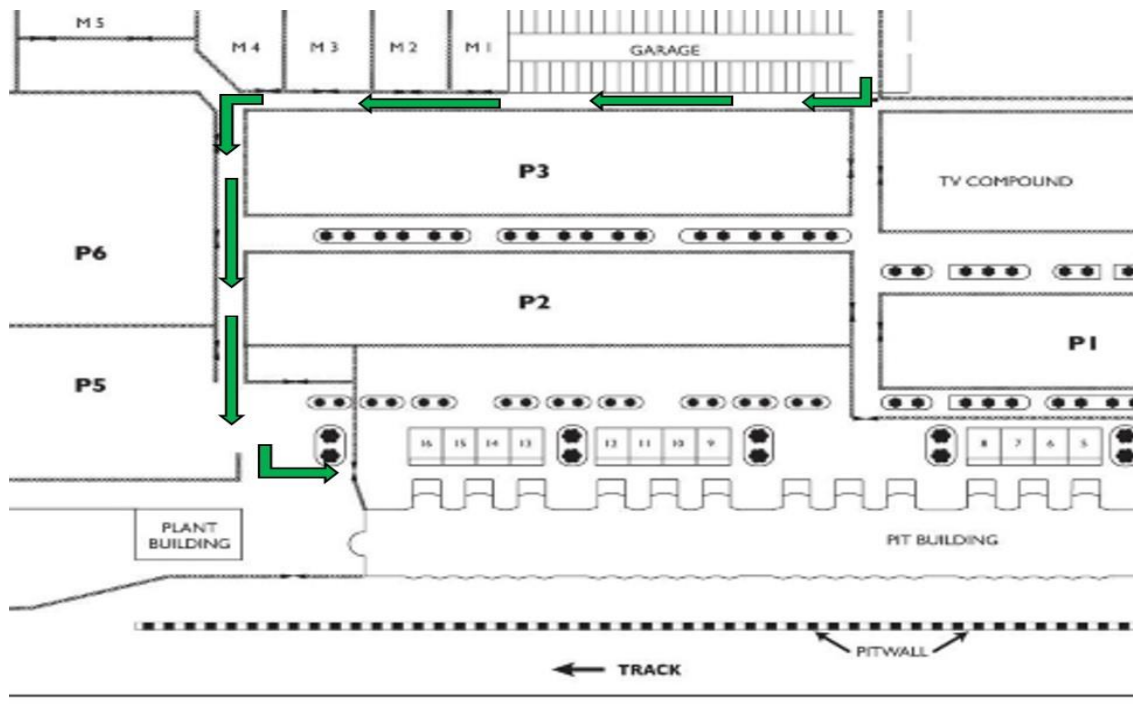 M 5
M 4
M 3
M 2
M 1
GARAGE
P3
TV COMPOUND
P6
P2
P1
P5
16
15
14
13
12
11
10
9
8
7
6
5
PLANT
BUILDING
PIT BUILDING
PITWALL
TRACK